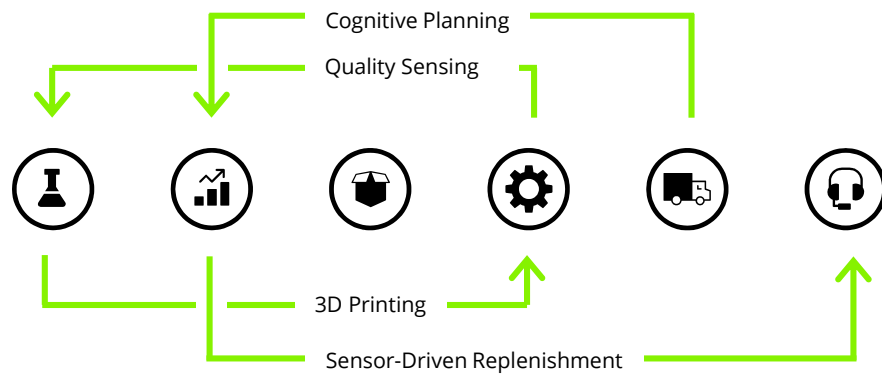 Cognitive Planning
Quality Sensing
3D Printing
Sensor-Driven Replenishment